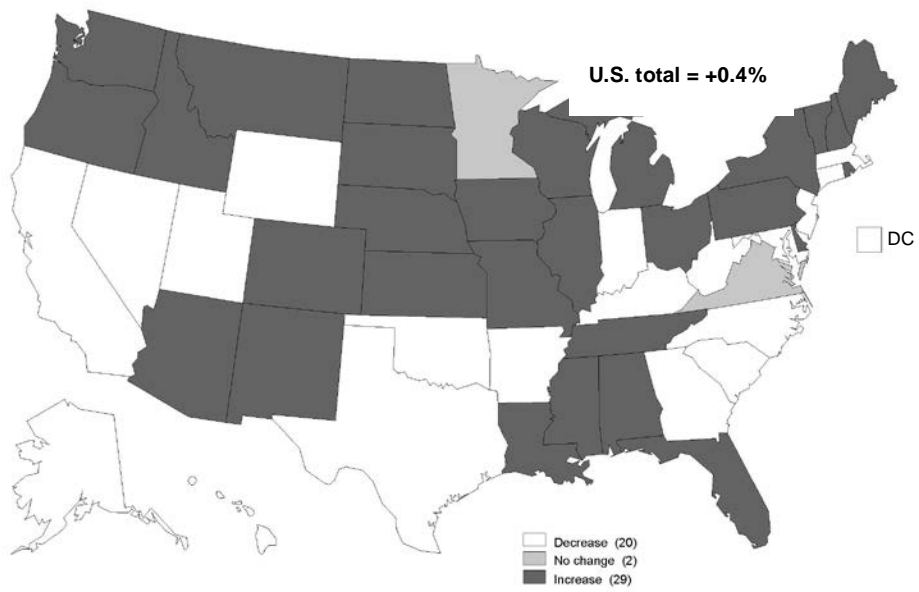 U.S. total = +0.4%
DC
Decrease (20)
No change (2)
Increase (29)